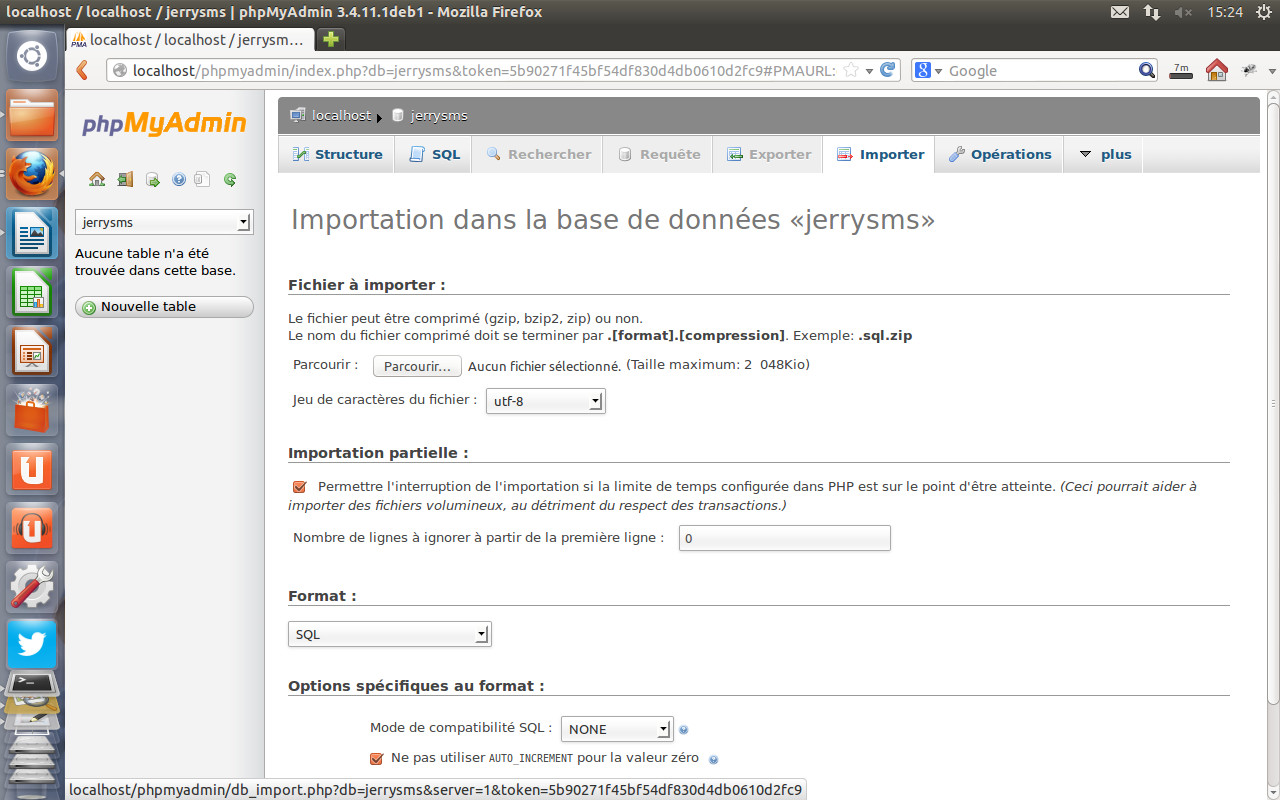 localhost / localhost / jerrysms | phpMyAdmin 3.4.11.1deb1 - Mozilla Firefox
15:24
localhost / localhost / jerrysm...
localhost/phpmyadmin/index.php?db=jerrysms&token=5b90271f45bf54df830d4db0610d2fc9#PMAURL:
Google
7m
phpMyAdmin
jerrysms
Aucune table n'a été
trouvée dans cette base.
Nouvelle table
localhost
jerrysms
Structure
SQL
Rechercher
Requête
Exporter
Importer
Opérations
plus
Importation dans la base de données «jerrysms»
Fichier à importer :
Le fichier peut être comprimé (gzip, bzip2, zip) ou non.
Le nom du fichier comprimé doit se terminer par .[format].[compression]. Exemple: .sql.zip
Parcourir : Parcourir... Aucun fichier sélectionné. (Taille maximum: 2 048Kio)
Jeu de caractères du fichier : utf-8
Importation partielle :
Permettre l'interruption de l'importation si la limite de temps configurée dans PHP est sur le point d'être atteinte. (Ceci pourrait aider à
importer des fichiers volumineux, au détriment du respect des transactions.)
Nombre de lignes à ignorer à partir de la première ligne : 0
Format :
SQL
Options spécifiques au format :
Mode de compatibilité SQL : NONE
Ne pas utiliser AUTO_INCREMENT pour la valeur zéro
localhost/phpmyadmin/db_import.php?db=jerrysms&server=1&token=5b90271f45bf54df830d4db0610d2fc9